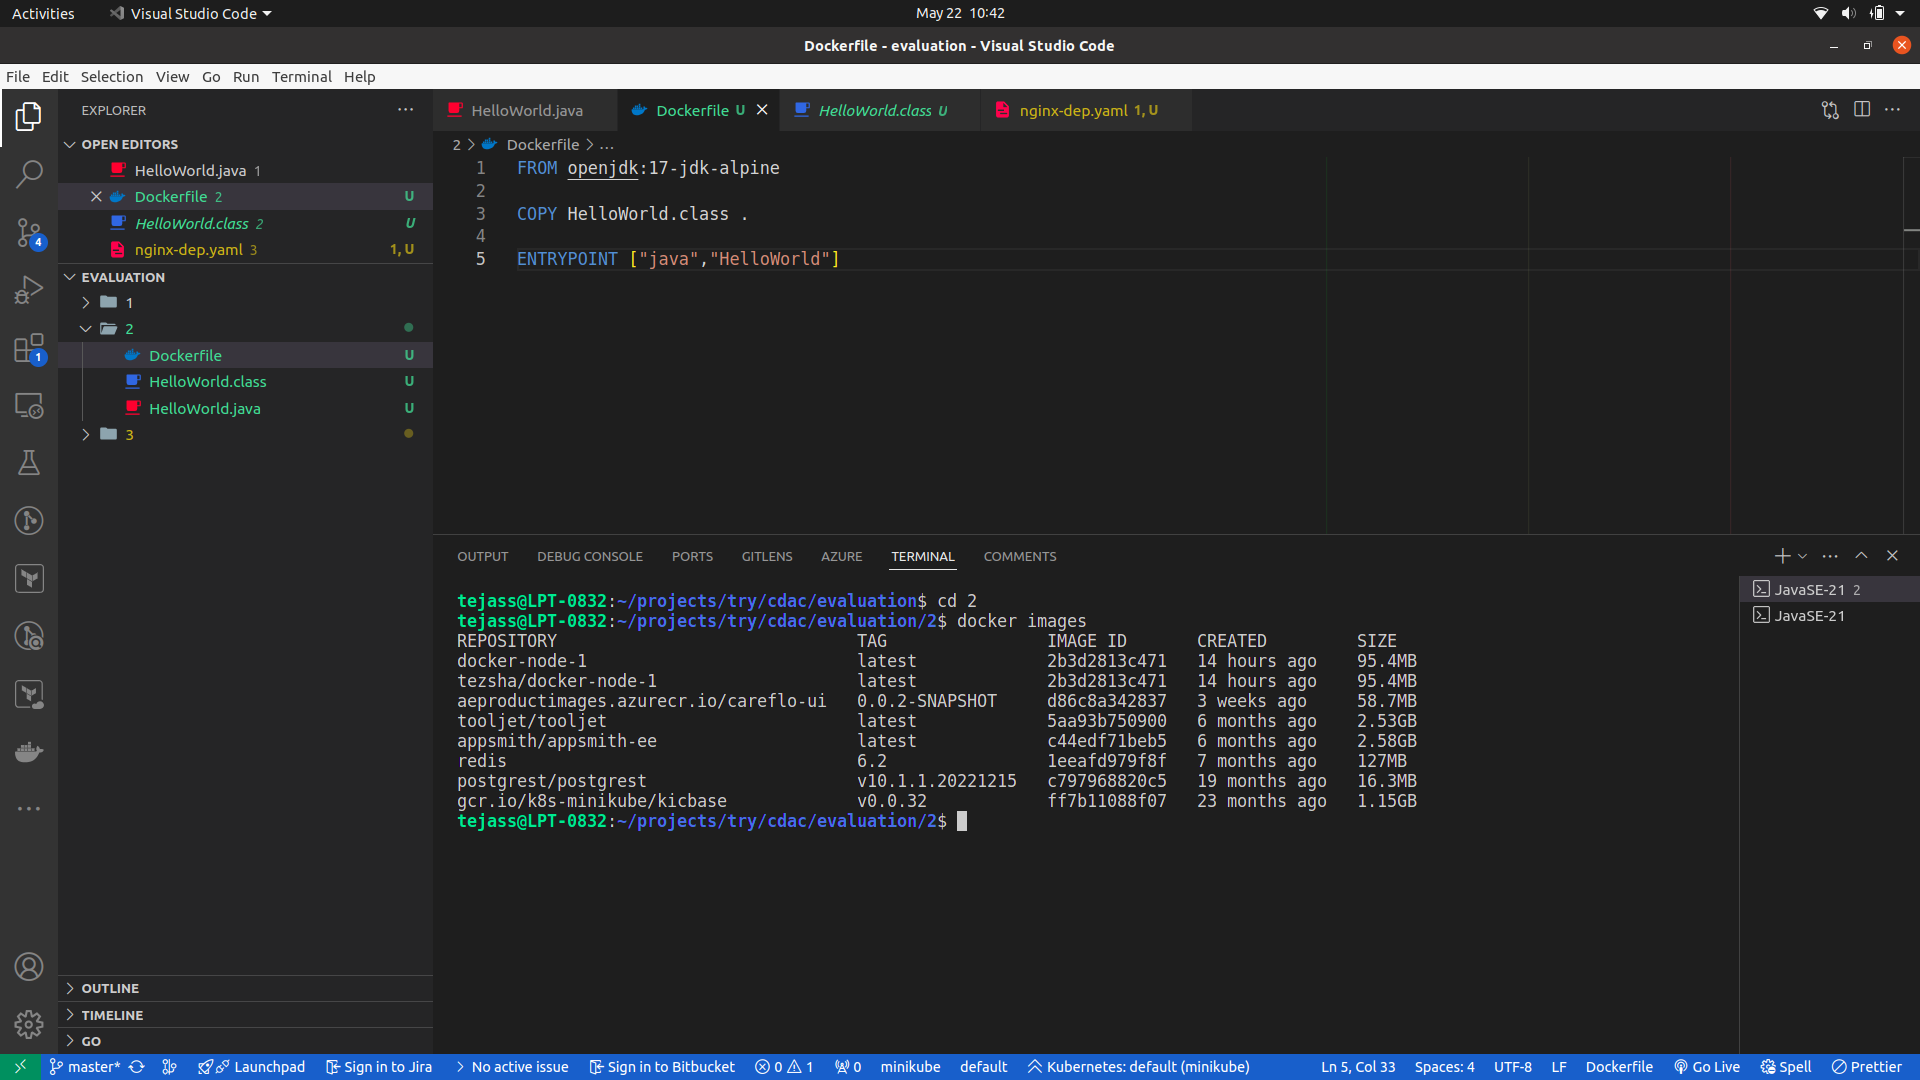 Activities Visual Studio Code May 22 10:42
Dockerfile - evaluation - Visual Studio Code
File Edit Selection View Go Run Terminal Help
EXPLORER
OPEN EDITORS
HelloWorld.java 1
Dockerfile 2 U
HelloWorld.class 2 U
nginx-dep.yaml 3 1, U
EVALUATION
1
2
Dockerfile U
HelloWorld.class U
HelloWorld.java U
3
OUTLINE
TIMELINE
GO
4
1
HelloWorld.java Dockerfile U HelloWorld.class U nginx-dep.yaml 1, U
2 > Dockerfile > ...
1 FROM openjdk:17-jdk-alpine
2
3 COPY HelloWorld.class .
4
5 ENTRYPOINT ["java","HelloWorld"]
OUTPUT DEBUG CONSOLE PORTS GITLENS AZURE TERMINAL COMMENTS
tejass@LPT-0832:~/projects/try/cdac/evaluation$ cd 2
tejass@LPT-0832:~/projects/try/cdac/evaluation/2$ docker images
REPOSITORY TAG IMAGE ID CREATED SIZE
docker-node-1 latest 2b3d2813c471 14 hours ago 95.4MB
tezsha/docker-node-1 latest 2b3d2813c471 14 hours ago 95.4MB
aeproductimages.azurecr.io/careflo-ui 0.0.2-SNAPSHOT d86c8a342837 3 weeks ago 58.7MB
tooljet/tooljet latest 5aa93b750900 6 months ago 2.53GB
appsmith/appsmith-ee latest c44edf71beb5 6 months ago 2.58GB
redis 6.2 1eeafd979f8f 7 months ago 127MB
postgrest/postgrest v10.1.1.20221215 c797968820c5 19 months ago 16.3MB
gcr.io/k8s-minikube/kicbase v0.0.32 ff7b11088f07 23 months ago 1.15GB
tejass@LPT-0832:~/projects/try/cdac/evaluation/2$
JavaSE-21 2
JavaSE-21
master* Launchpad Sign in to Jira No active issue Sign in to Bitbucket 0 1 0 minikube default Kubernetes: default (minikube) Ln 5, Col 33 Spaces: 4 UTF-8 LF Dockerfile Go Live Spell Prettier